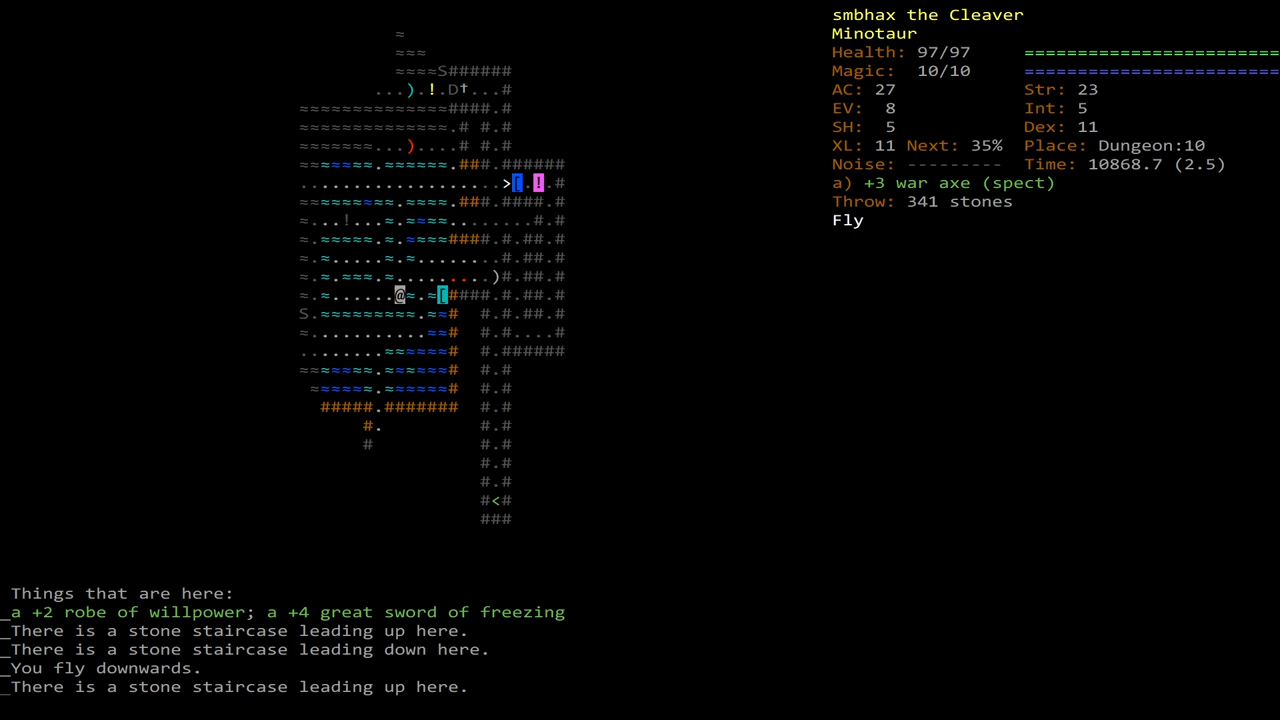 smbhax the Cleaver
Minotaur
Health: 97/97
Magic: 10/10
AC: 27 Str: 23
EV: 8 Int: 5
SH: 5 Dex: 11
XL: 11 Next: 35% Place: Dungeon:10
Noise: --------- Time: 10868.7 (2.5)
a) +3 war axe (spect)
Throw: 341 stones
Fly
Things that are here:
_a +2 robe of willpower; a +4 great sword of freezing
_There is a stone staircase leading up here.
_There is a stone staircase leading down here.
_You fly downwards.
_There is a stone staircase leading up here.